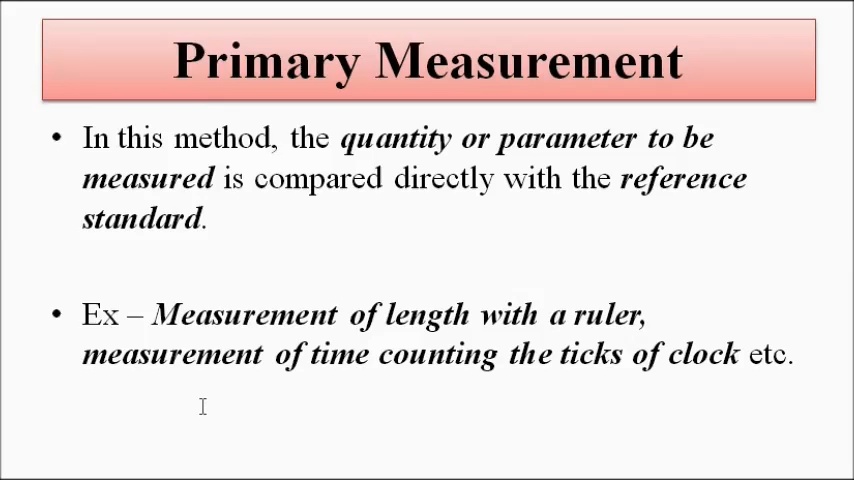 Primary Measurement
• In this method, the quantity or parameter to be
measured is compared directly with the reference
standard.
• Ex – Measurement of length with a ruler,
measurement of time counting the ticks of clock etc.